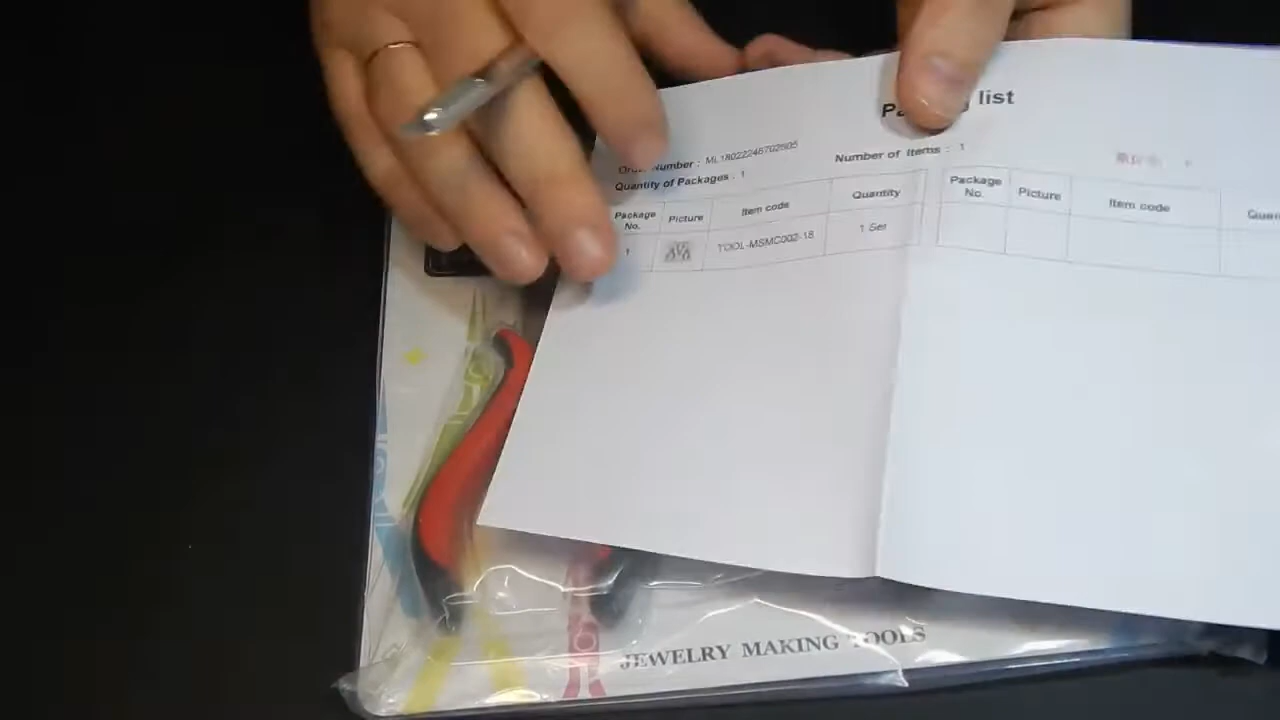 list
Number : ML18022246702605
Number of Items : 1
Quantity of Packages : 1
Package No. Picture Item code Quantity
Package No. Picture Item code
1 TOOL-MSMC002-18 1 Set
JEWELRY MAKING TOOLS